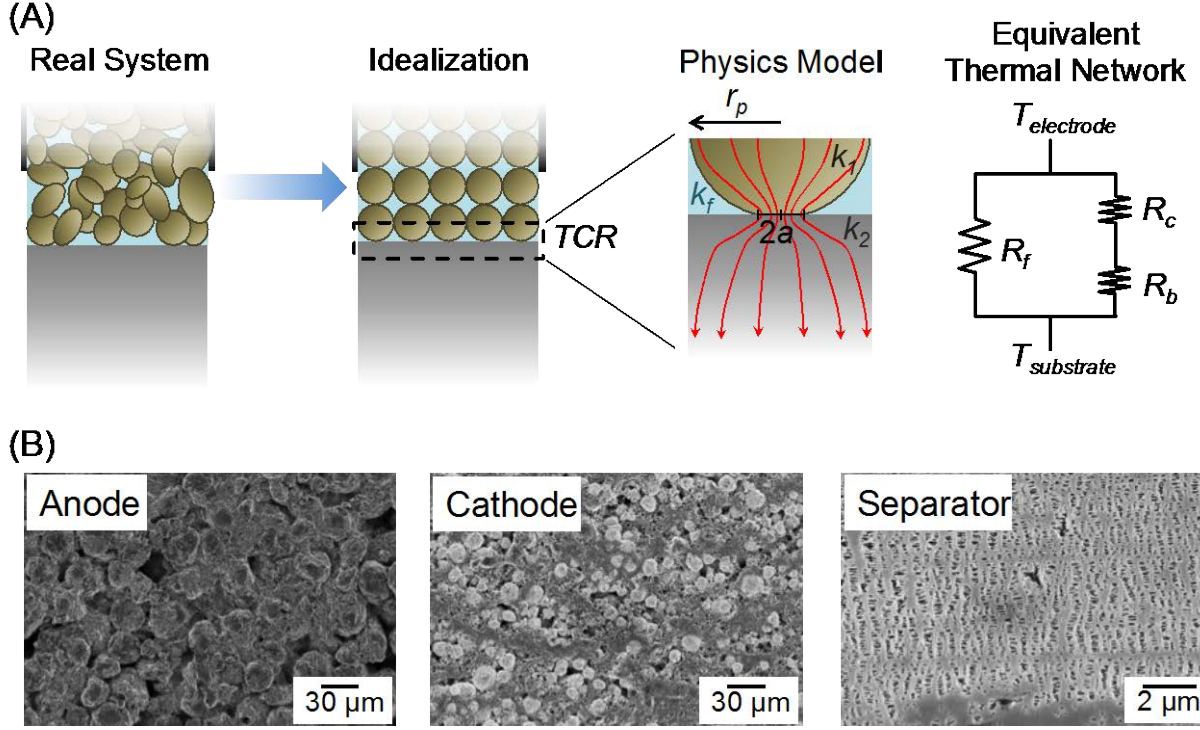 (A)
Real System
Idealization
Physics Model
Equivalent
Thermal Network
r_p
T_electrode
k_1
k_f
TCR
2a
k_2
R_f
R_c
R_b
T_substrate
(B)
Anode
Cathode
Separator
30 µm
30 µm
2 µm